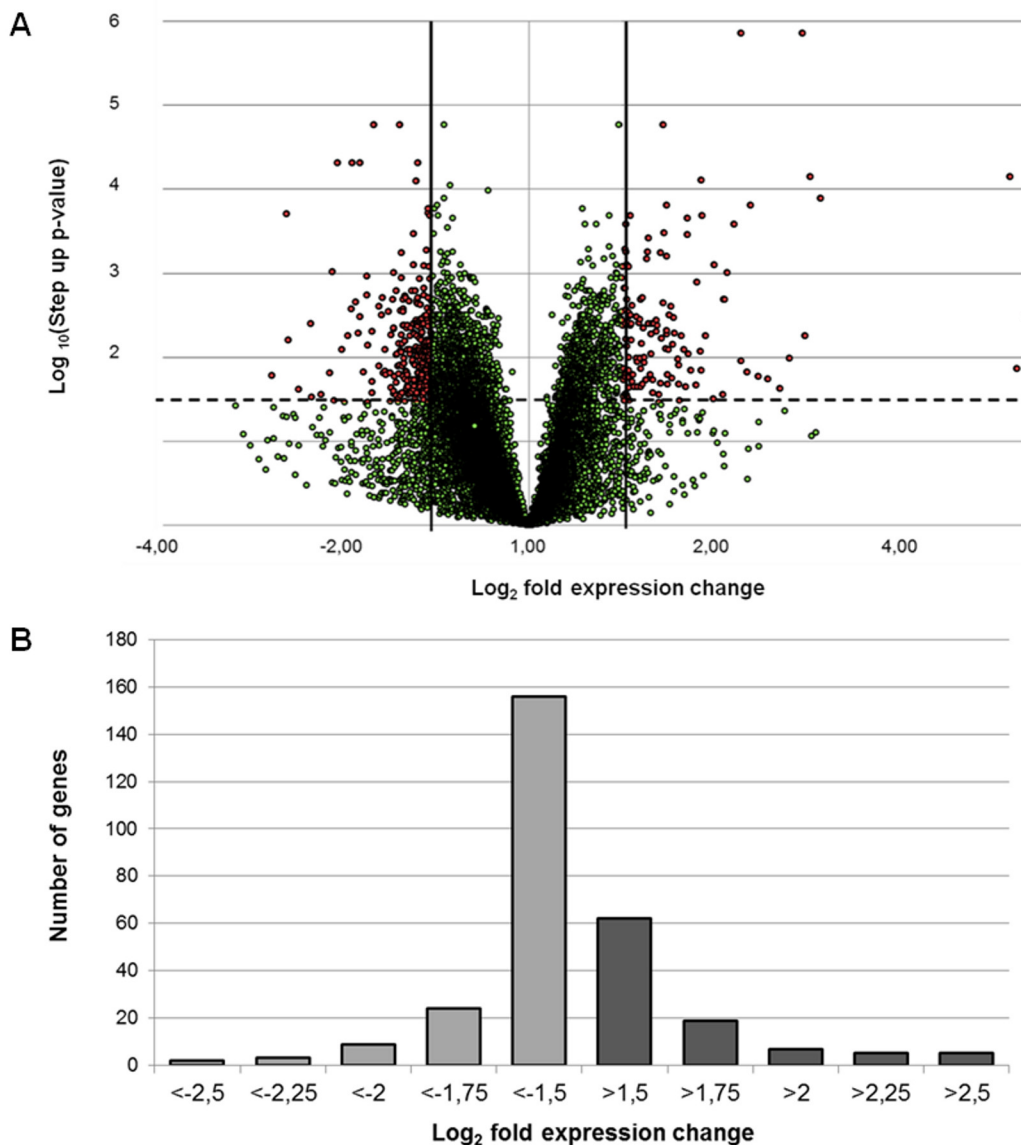 A
6
5
4
3
2
Log 10(Step up p-value)
-4,00 -2,00 1,00 2,00 4,00
Log2 fold expression change
B
180
160
140
120
100
80
60
40
20
0
Number of genes
<-2,5 <-2,25 <-2 <-1,75 <-1,5 >1,5 >1,75 >2 >2,25 >2,5
Log2 fold expression change